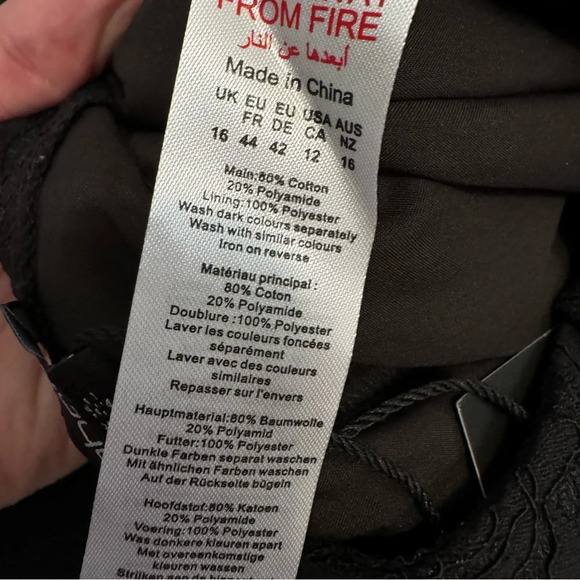 FROM FIRE
أبعدها عن النار
Made in China
UK EU EU USA AUS
FR DE CA NZ
16 44 42 12 16
Main:80% Cotton
20% Polyamide
Lining:100% Polyester
Wash dark colours separately
Wash with similar colours
Iron on reverse
Matériau principal :
80% Coton
20% Polyamide
Doublure :100% Polyester
Laver les couleurs foncées
séparément
Laver avec des couleurs
similaires
Repasser sur l'envers
Hauptmaterial:80% Baumwolle
20% Polyamid
Futter:100% Polyester
Dunkle Farben separat waschen
Mit ähnlichen Farben waschen
Auf der Rückseite bügeln
Hoofdstof:80% Katoen
20% Polyamide
Voering:100% Polyester
Was donkere kleuren apart
Met overeenkomstige
kleuren wassen
Strijken aan de